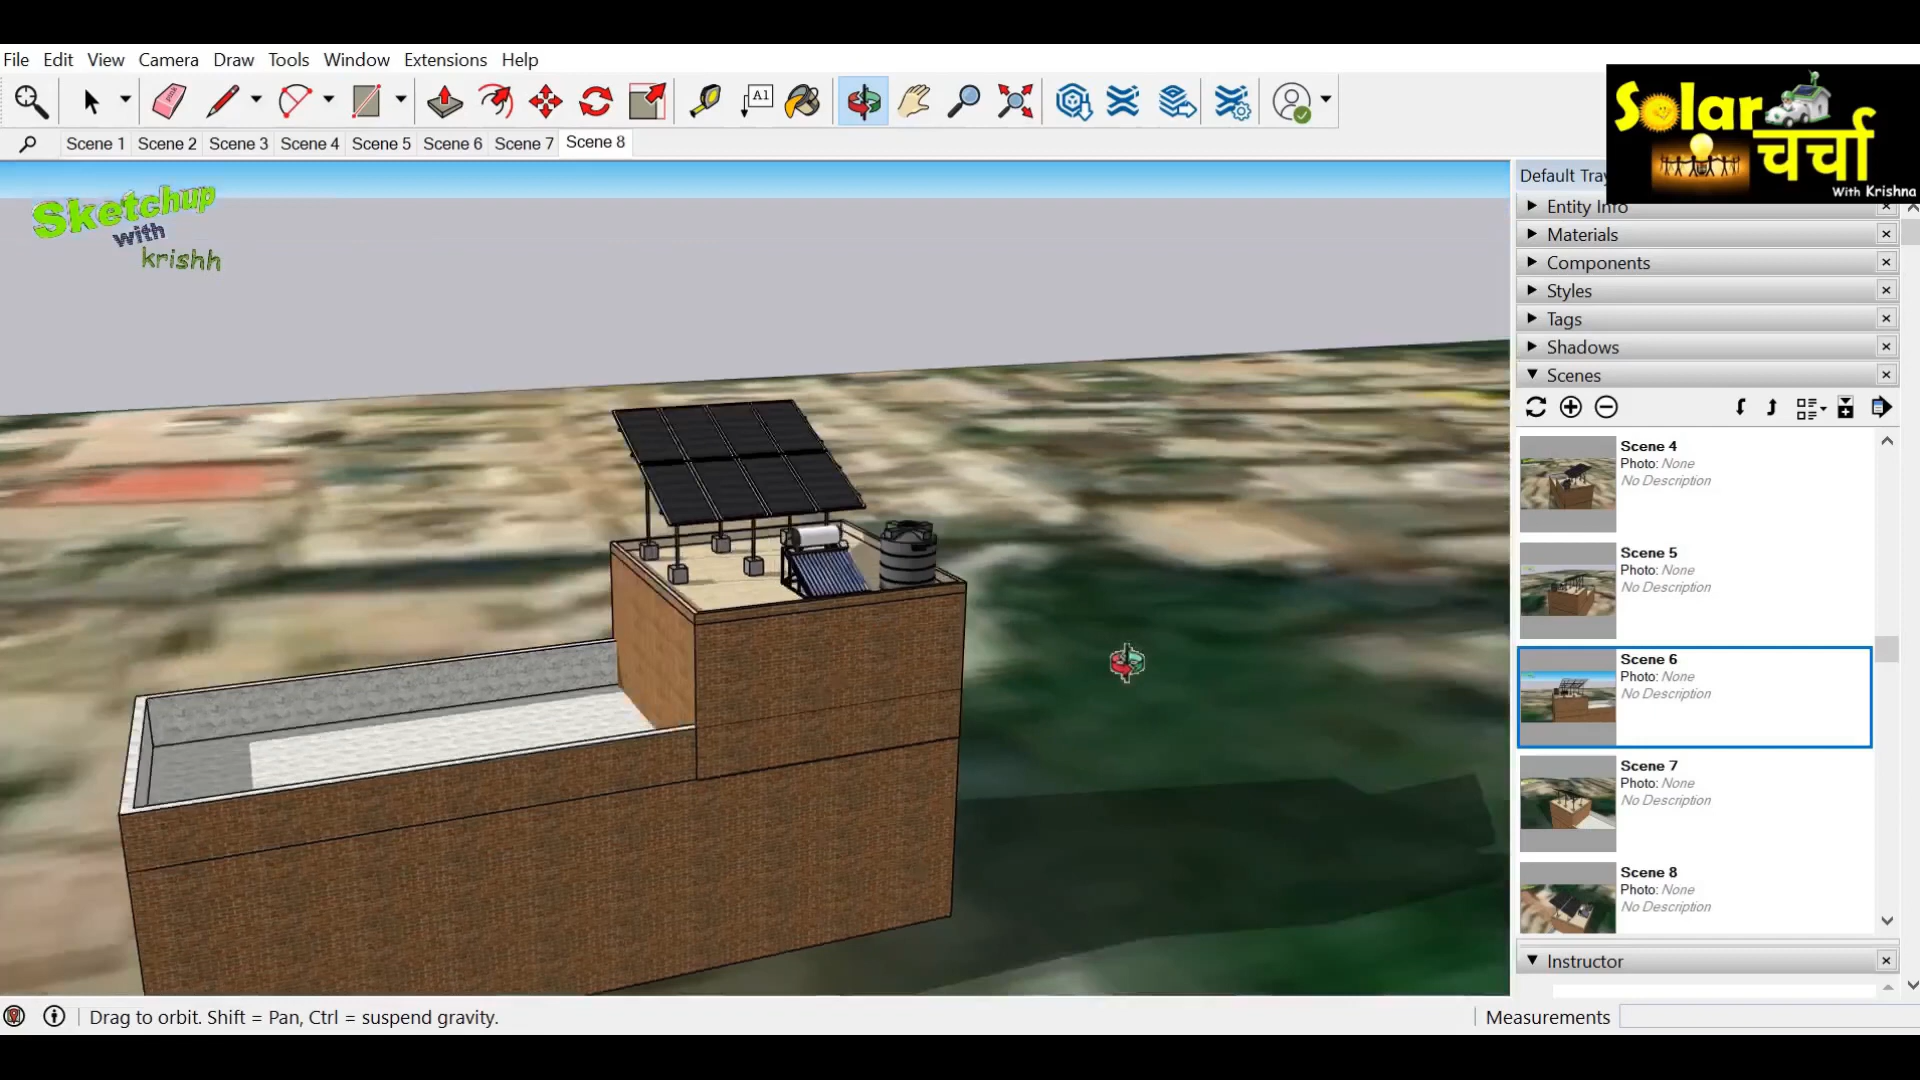 File Edit View Camera Draw Tools Window Extensions Help
A1
Solar
चर्चा
With Krishna
Scene 1 Scene 2 Scene 3 Scene 4 Scene 5 Scene 6 Scene 7 Scene 8
Sketchup
with
krishh
Default Tray
Entity Info
Materials
Components
Styles
Tags
Shadows
Scenes
Scene 4
Photo: None
No Description
Scene 5
Photo: None
No Description
Scene 6
Photo: None
No Description
Scene 7
Photo: None
No Description
Scene 8
Photo: None
No Description
Instructor
Drag to orbit. Shift = Pan, Ctrl = suspend gravity.
Measurements